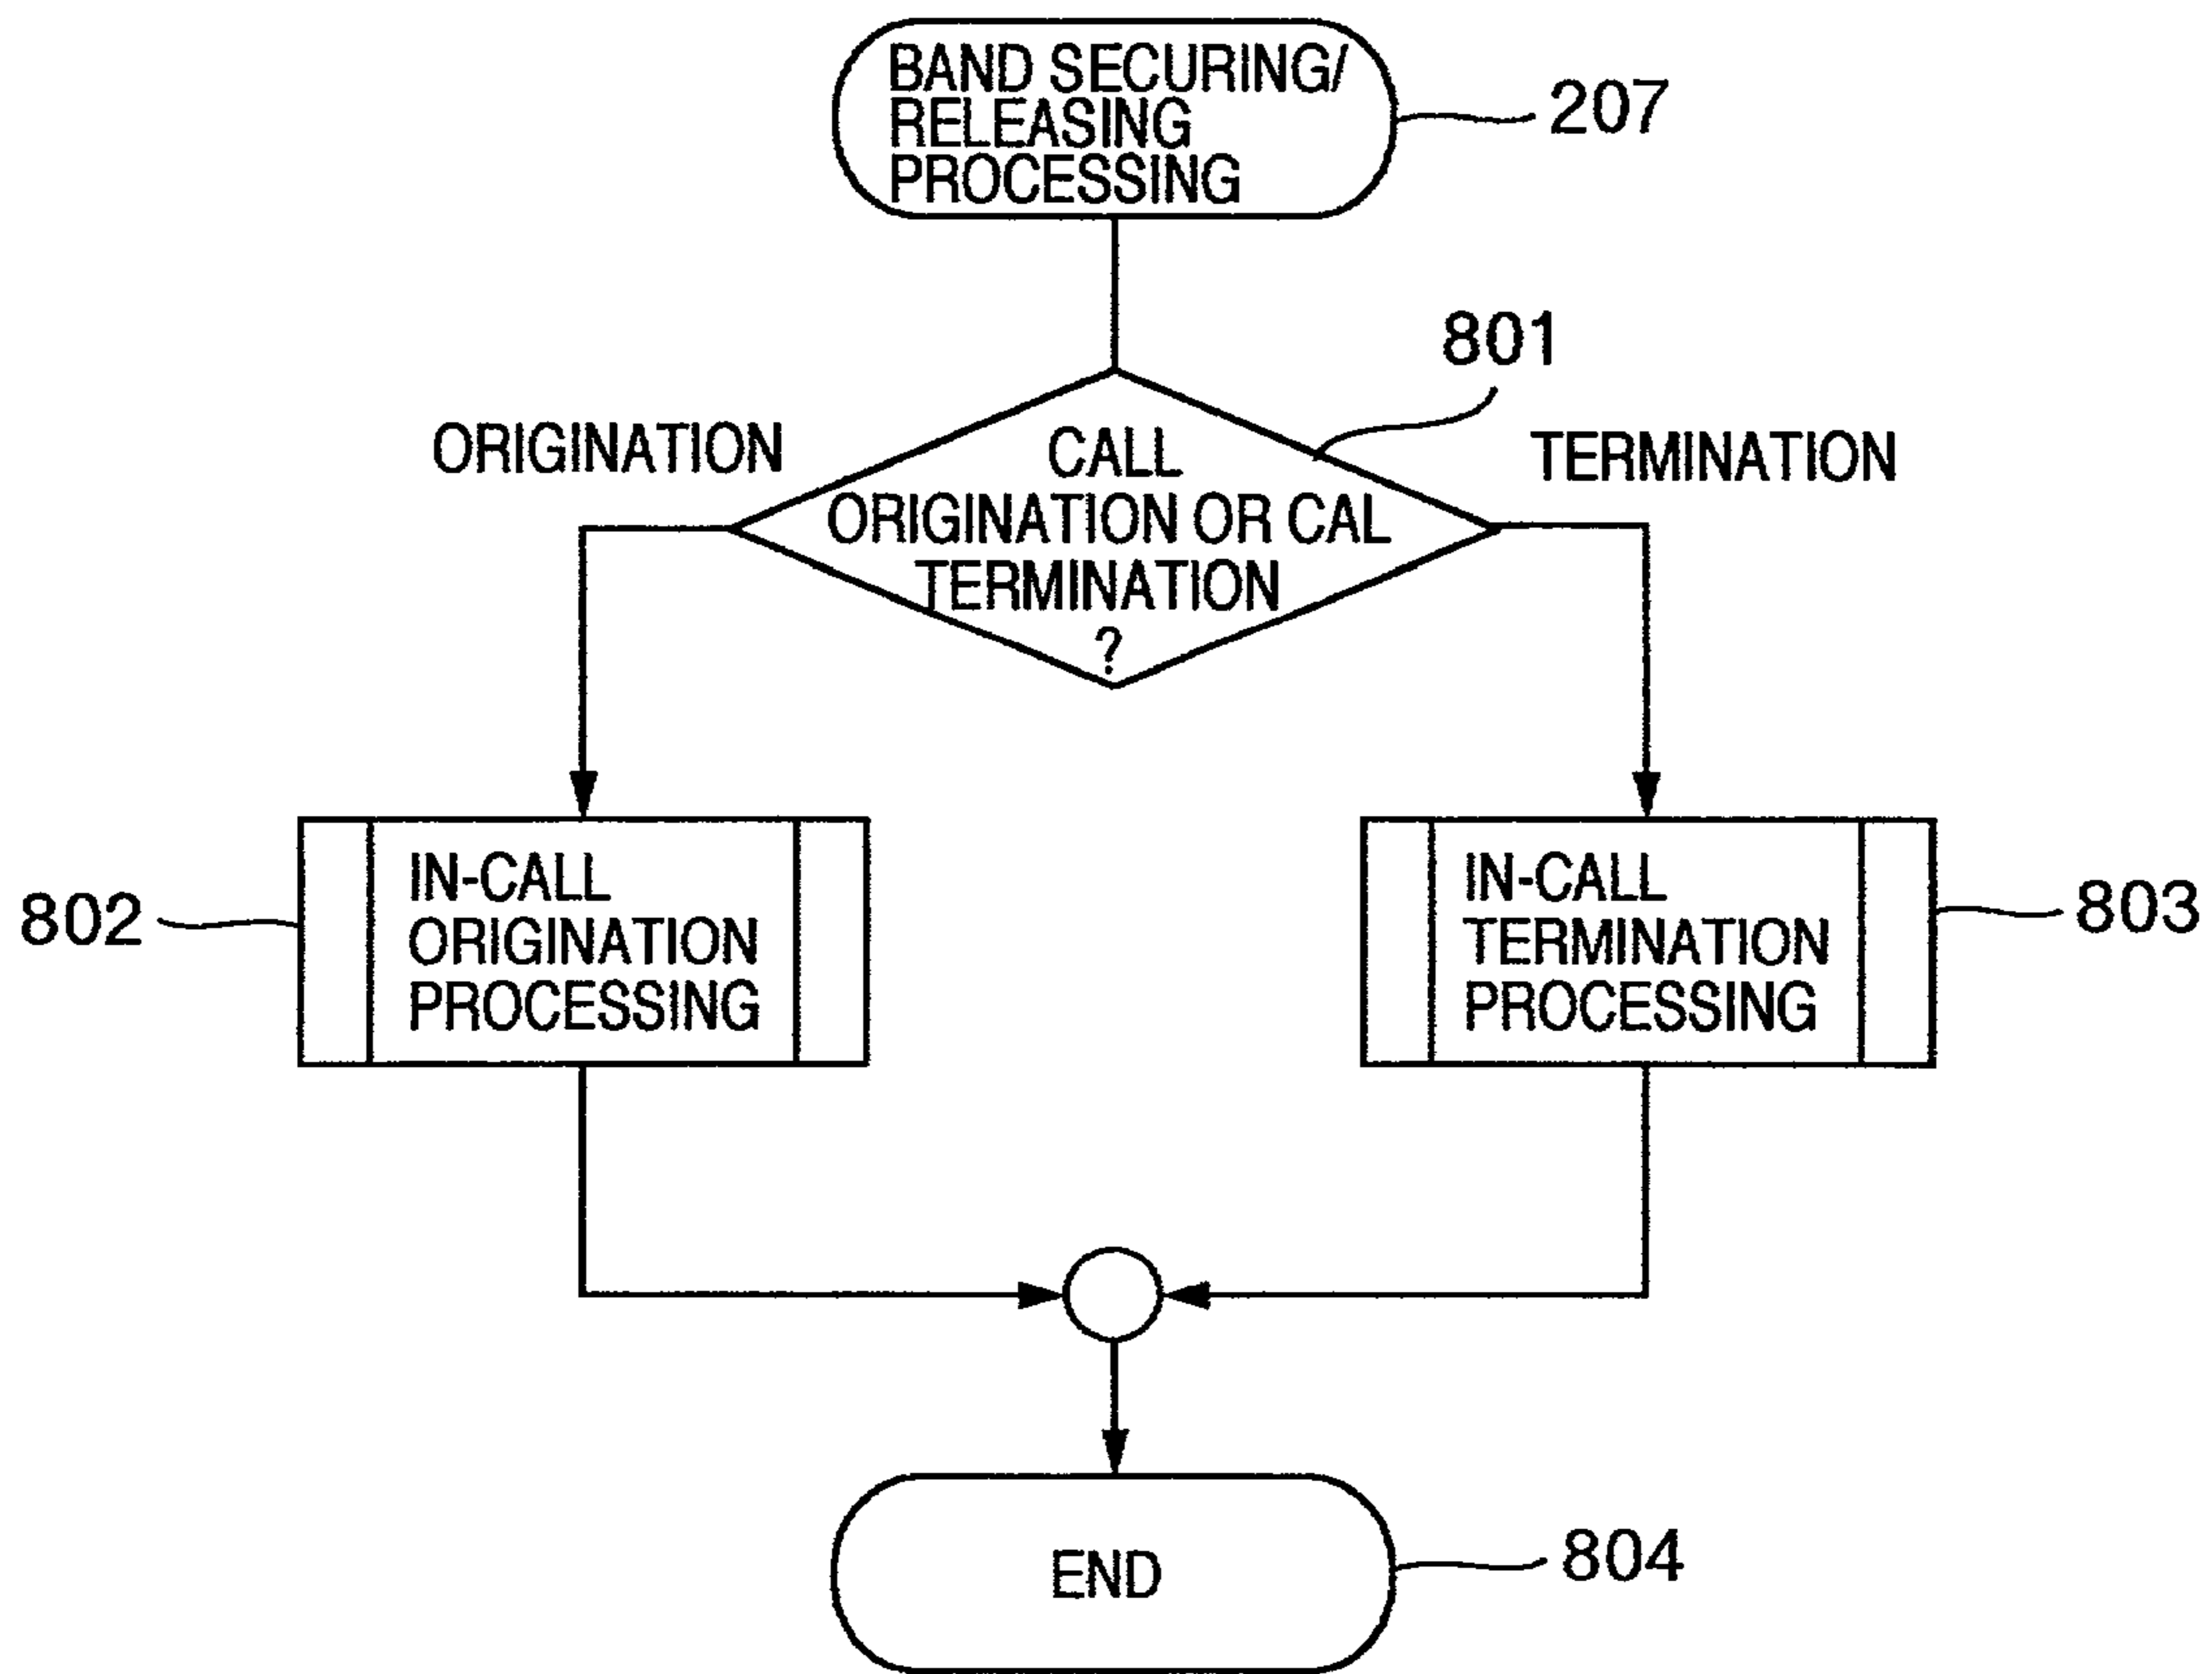 BAND SECURING/
RELEASING
PROCESSING
207
801
ORIGINATION
CALL
ORIGINATION OR CAL
TERMINATION
?
TERMINATION
802
IN-CALL
ORIGINATION
PROCESSING
IN-CALL
TERMINATION
PROCESSING
803
END
804